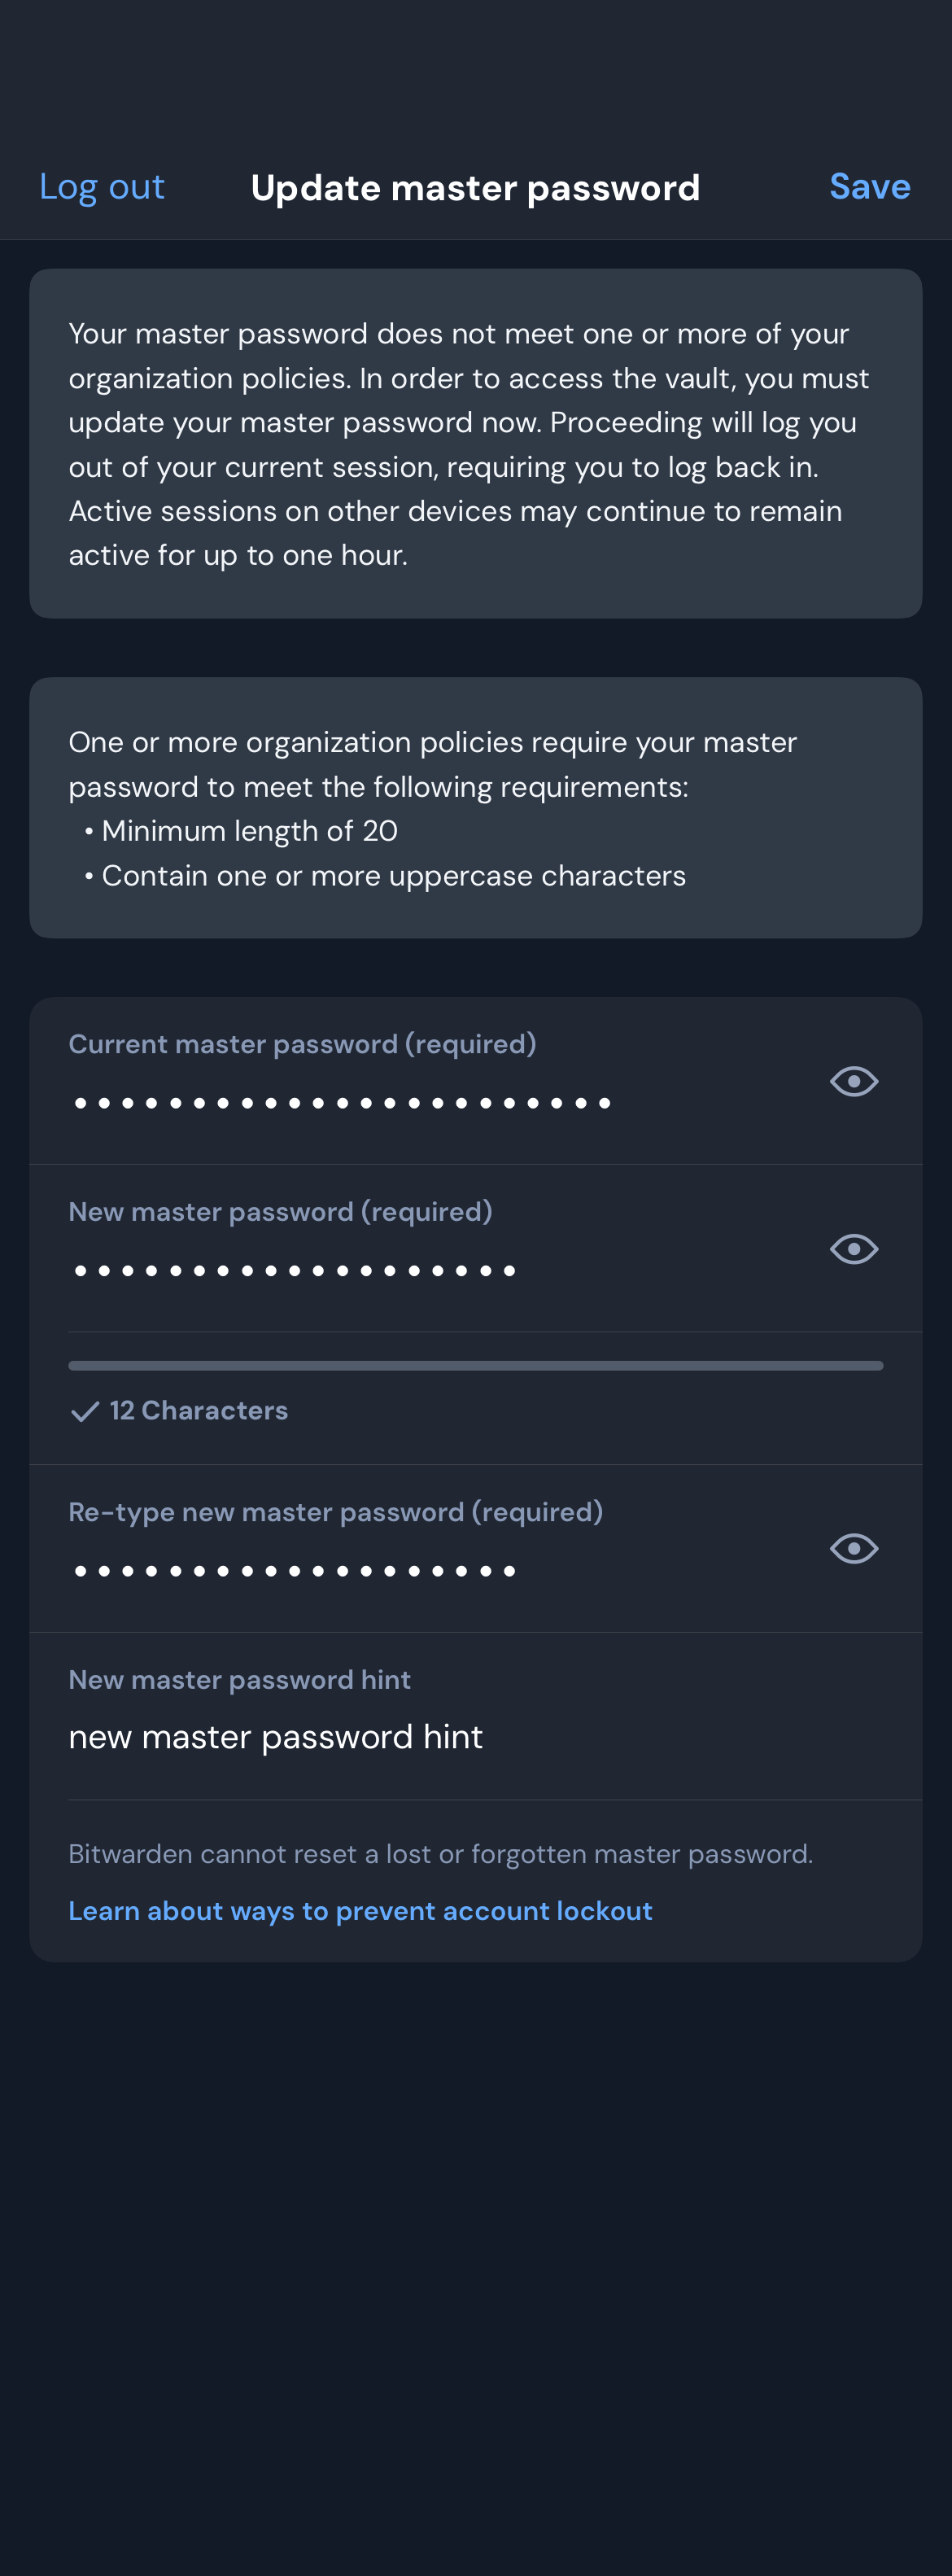 Log out
Update master password
Save
Your master password does not meet one or more of your
organization policies. In order to access the vault, you must
update your master password now. Proceeding will log you
out of your current session, requiring you to log back in.
Active sessions on other devices may continue to remain
active for up to one hour.
One or more organization policies require your master
password to meet the following requirements:
• Minimum length of 20
• Contain one or more uppercase characters
Current master password (required)
•••••••••••••••••••••••
New master password (required)
•••••••••••••••••••
12 Characters
Re-type new master password (required)
•••••••••••••••••••
New master password hint
new master password hint
Bitwarden cannot reset a lost or forgotten master password.
Learn about ways to prevent account lockout